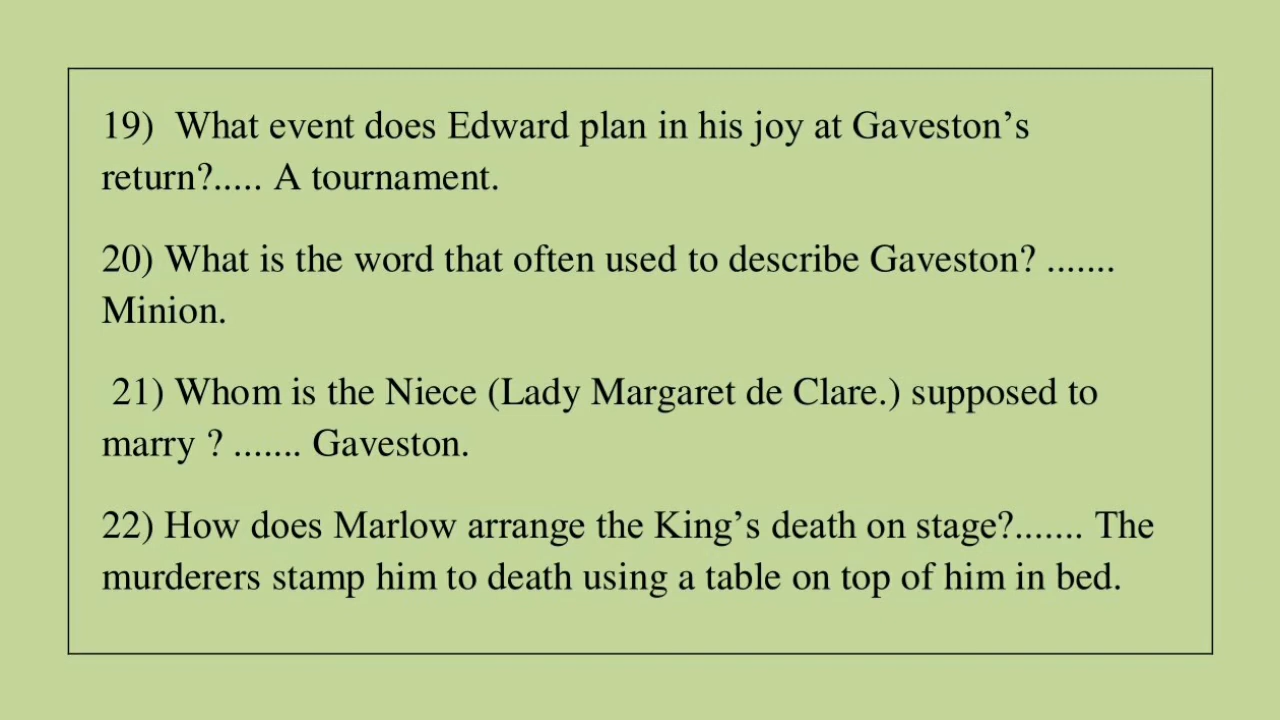 19)  What event does Edward plan in his joy at Gaveston’s
return?..... A tournament.
20) What is the word that often used to describe Gaveston? .......
Minion.
21) Whom is the Niece (Lady Margaret de Clare.) supposed to
marry ? ....... Gaveston.
22) How does Marlow arrange the King’s death on stage?....... The
murderers stamp him to death using a table on top of him in bed.